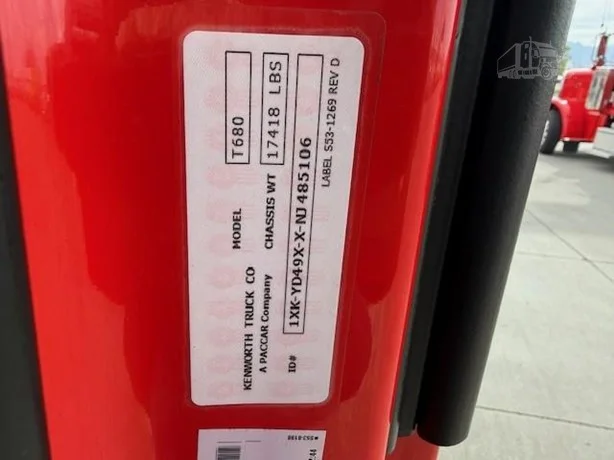 KENWORTH TRUCK CO MODEL T680
A PACCAR Company CHASSIS WT 17418 LBS
ID# 1XK-YD49X-X-NJ485106
LABEL S53-1269 REV D